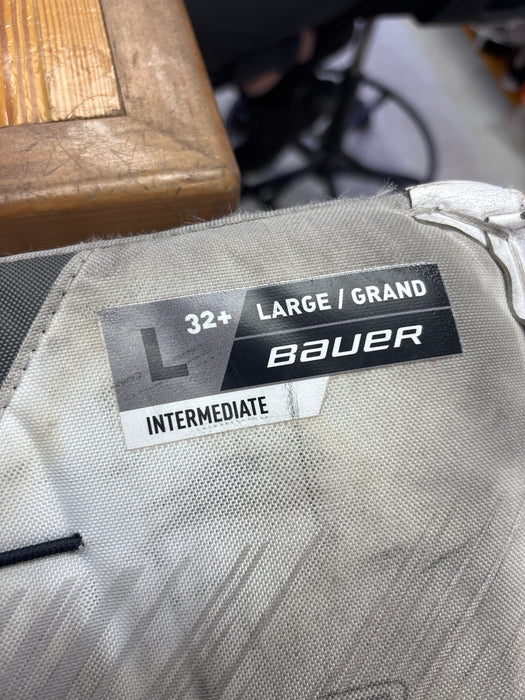 L 32+ LARGE / GRAND
BAUER
INTERMEDIATE